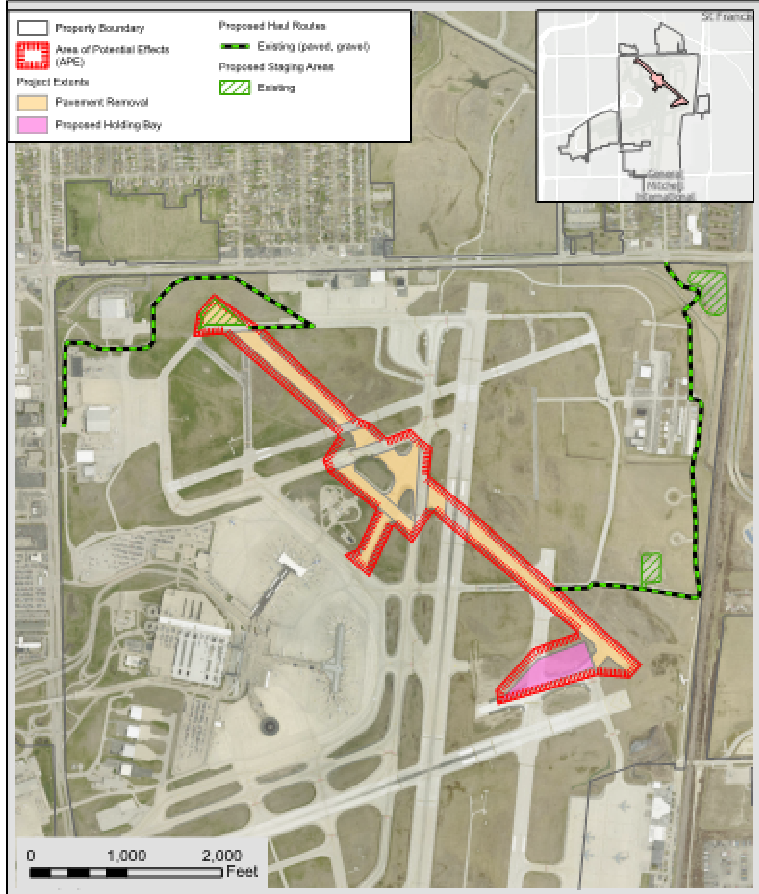 Property Boundary
Area of Potential Effects
(APE)
Project Extents
Pavement Removal
Proposed Holding Bay
Proposed Haul Routes
Existing (paved, gravel)
Proposed Staging Areas
Existing
St. Franci
General
Mitchell
International
0 1,000 2,000
Feet